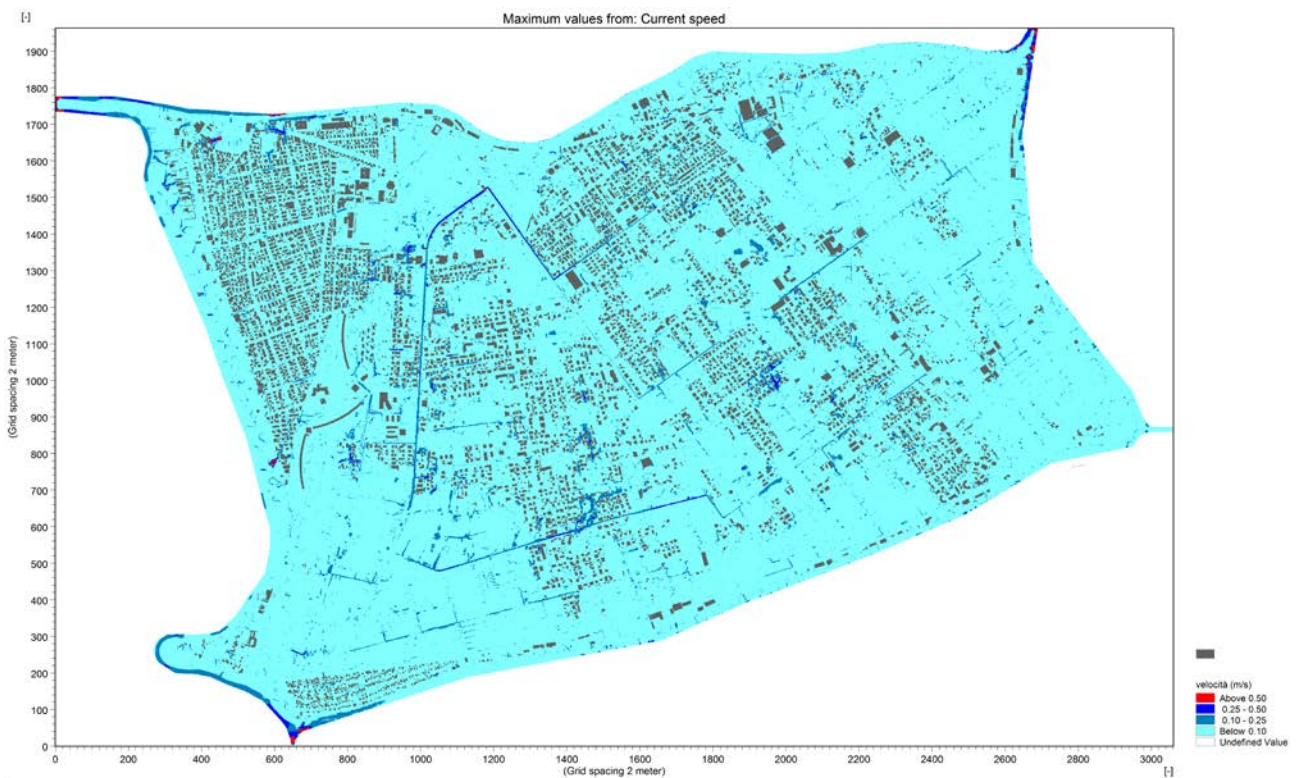 [-]
Maximum values from: Current speed
1900
1800
1700
1600
1500
1400
1300
1200
1100
1000
900
800
700
600
500
400
300
200
100
0
(Grid spacing 2 meter)
0 200 400 600 800 1000 1200 1400 1600 1800 2000 2200 2400 2600 2800 3000
(Grid spacing 2 meter) [-]
velocità (m/s)
Above 0.50
0.25 - 0.50
0.10 - 0.25
Below 0.10
Undefined Value